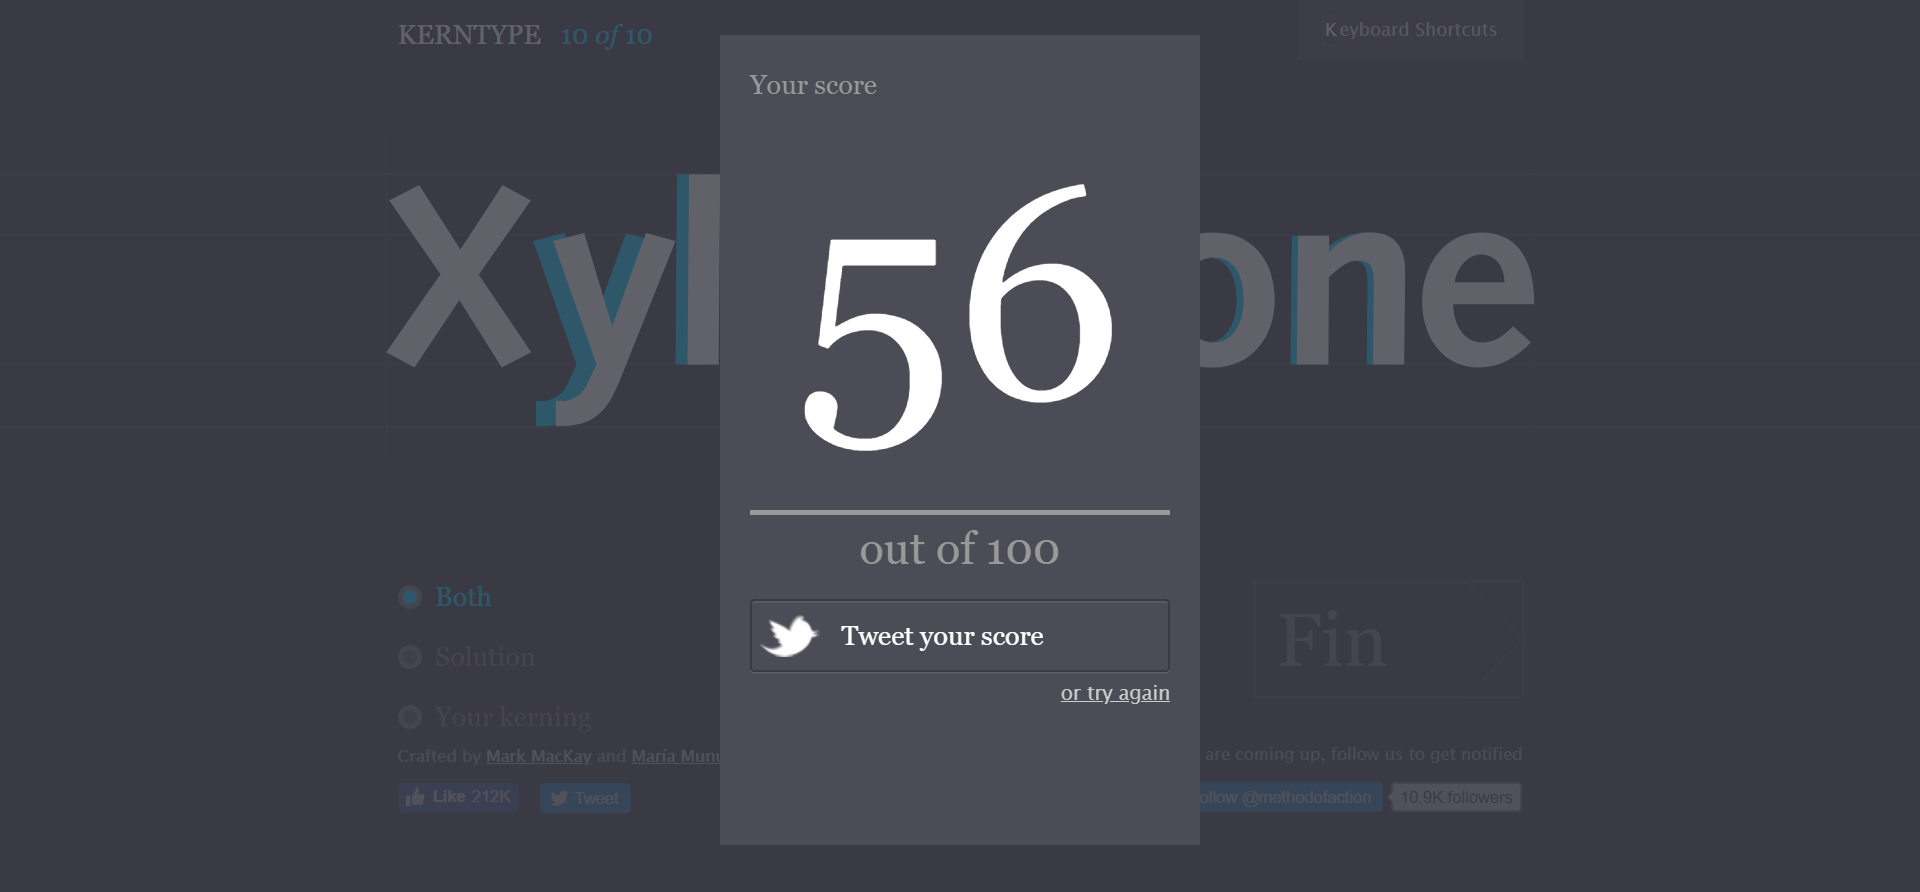 KERNTYPE 10 of 10
Keyboard Shortcuts
Your score
Xyl
one
56
out of 100
Tweet your score
or try again
Both
Solution
Your kerning
Fin
Crafted by Mark MacKay and María
are coming up, follow us to get notified
Like 212K
Tweet
@methodofaction
10.9K followers